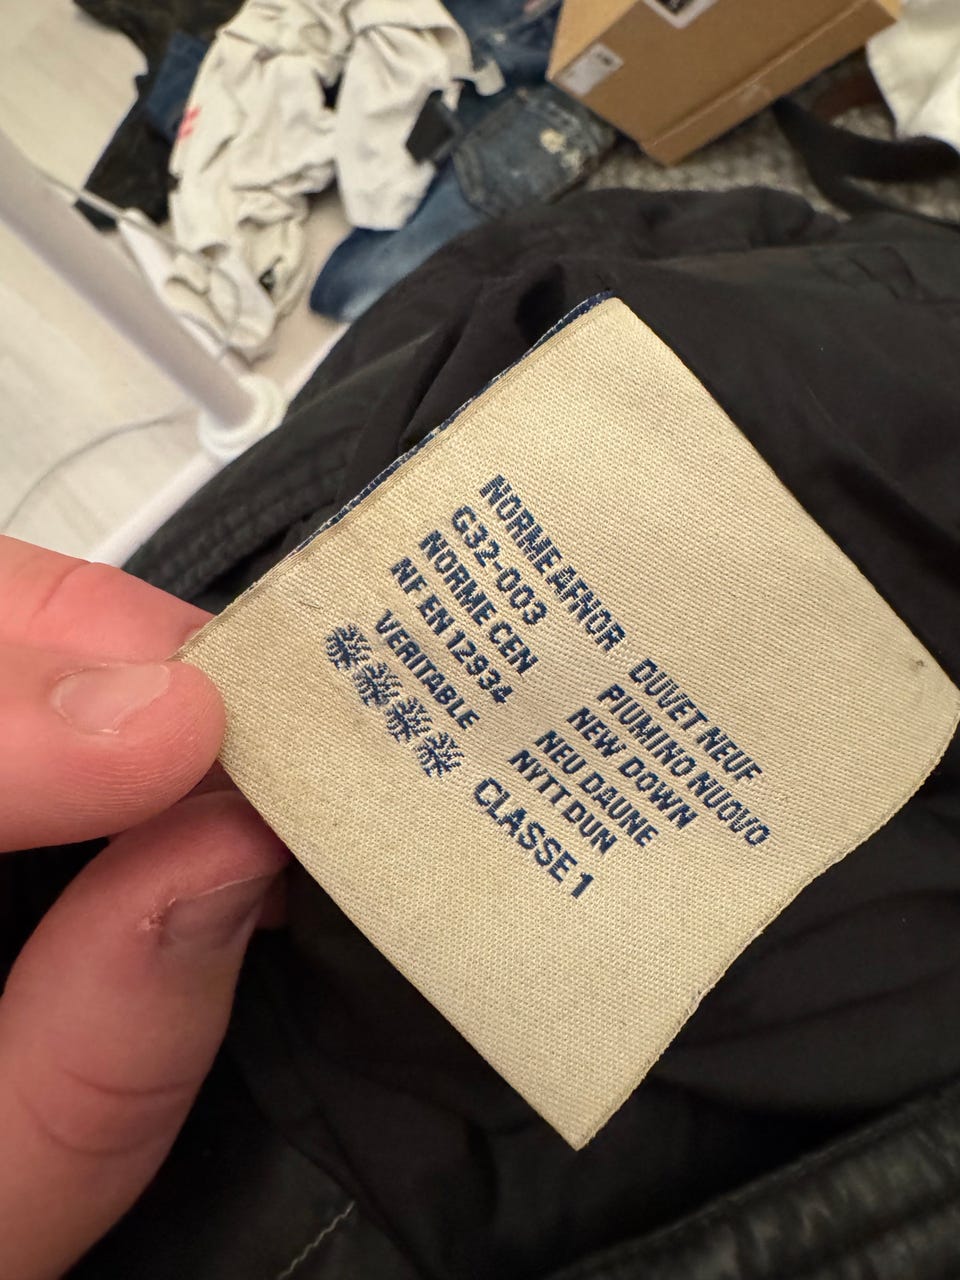 NORME AFNOR
G32-003
NORME CEN
NF EN 12934
VERITABLE
DUVET NEUF
PIUMINO NUOVO
NEW DOWN
NEU DAUNE
NYTT DUN
CLASSE 1